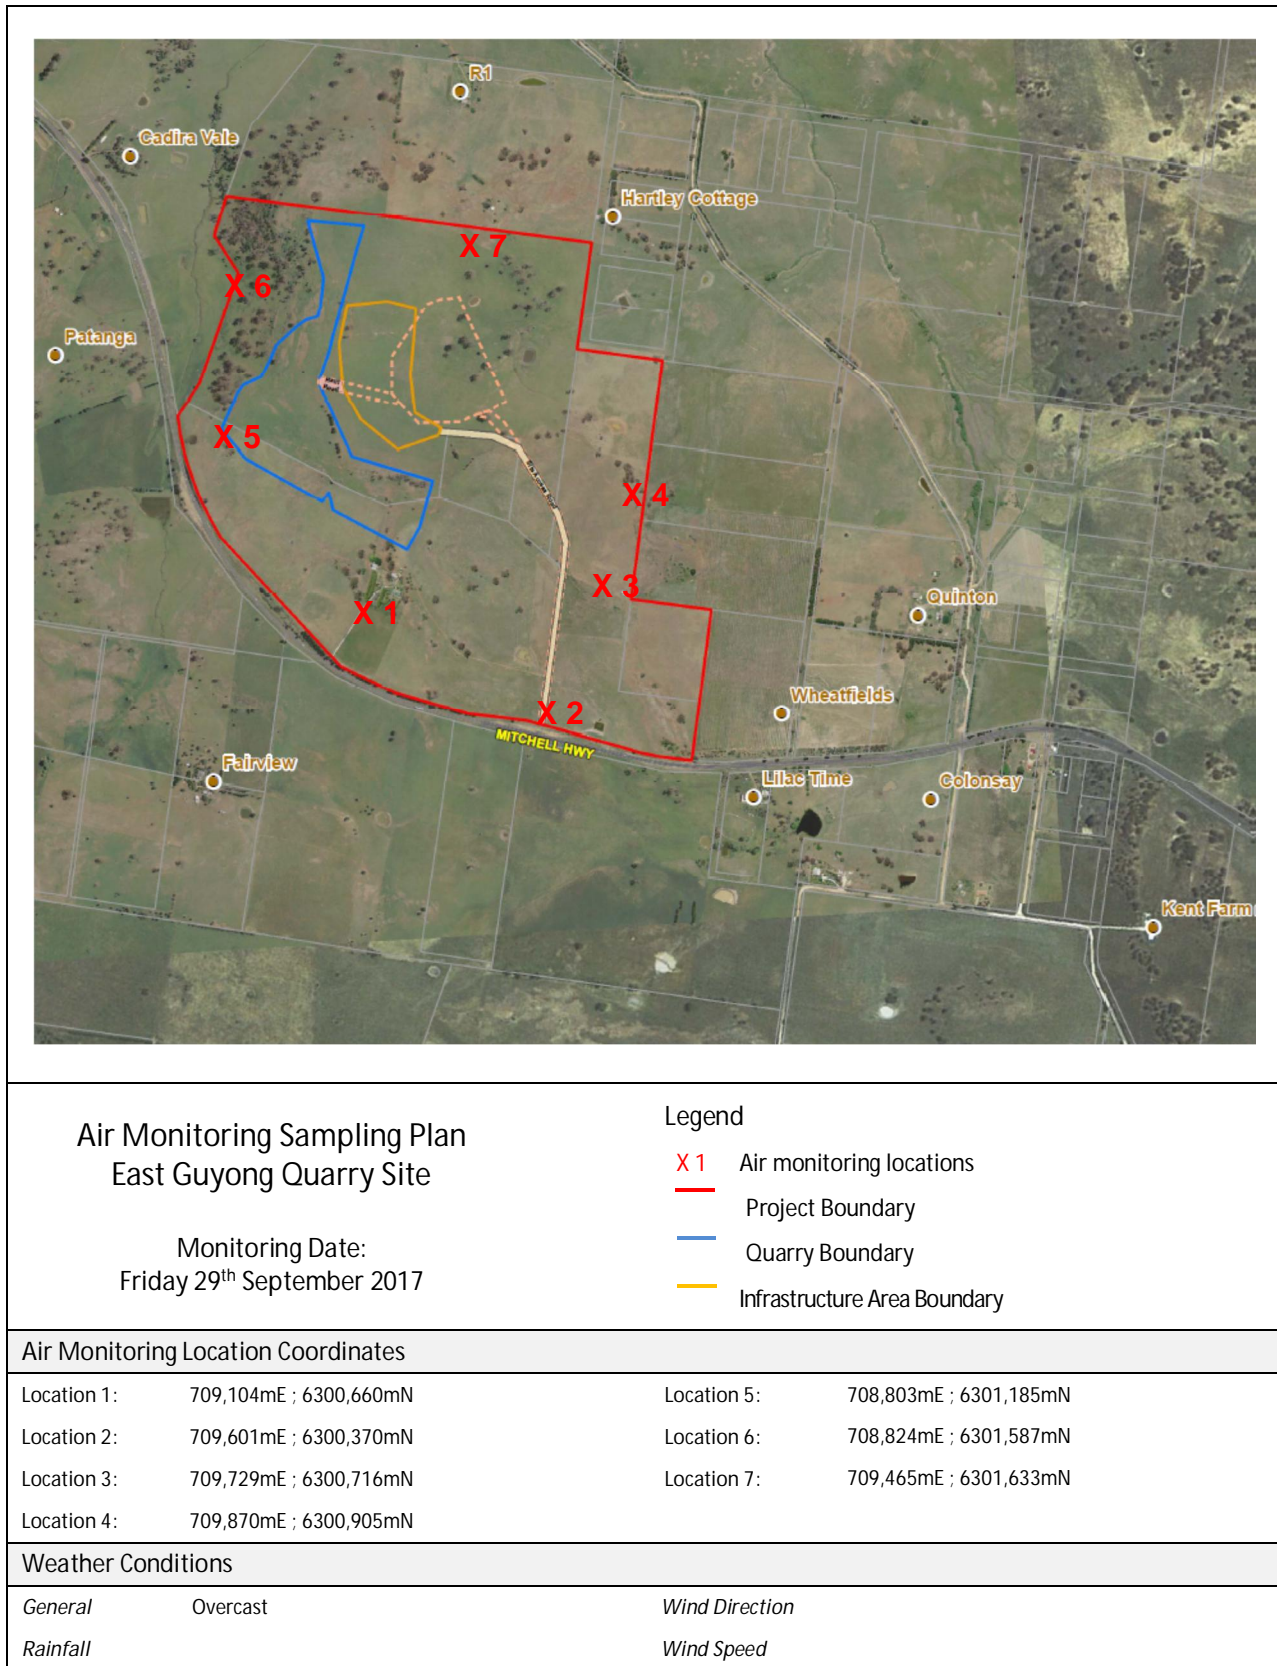 R1
Cadira Vale
Hartley Cottage
X 7
X 6
Patanga
X 5
X 4
X 3
Quinton
X 1
Wheatfields
X 2
MITCHELL HWY
Fairview
Lilac Time
Colonsay
Kent Farm
Air Monitoring Sampling Plan
East Guyong Quarry Site
Monitoring Date:
Friday 29th September 2017
Legend
X 1 Air monitoring locations
Project Boundary
Quarry Boundary
Infrastructure Area Boundary
Air Monitoring Location Coordinates
Location 1: 709,104mE ; 6300,660mN
Location 5: 708,803mE ; 6301,185mN
Location 2: 709,601mE ; 6300,370mN
Location 6: 708,824mE ; 6301,587mN
Location 3: 709,729mE ; 6300,716mN
Location 7: 709,465mE ; 6301,633mN
Location 4: 709,870mE ; 6300,905mN
Weather Conditions
General Overcast
Wind Direction
Rainfall
Wind Speed